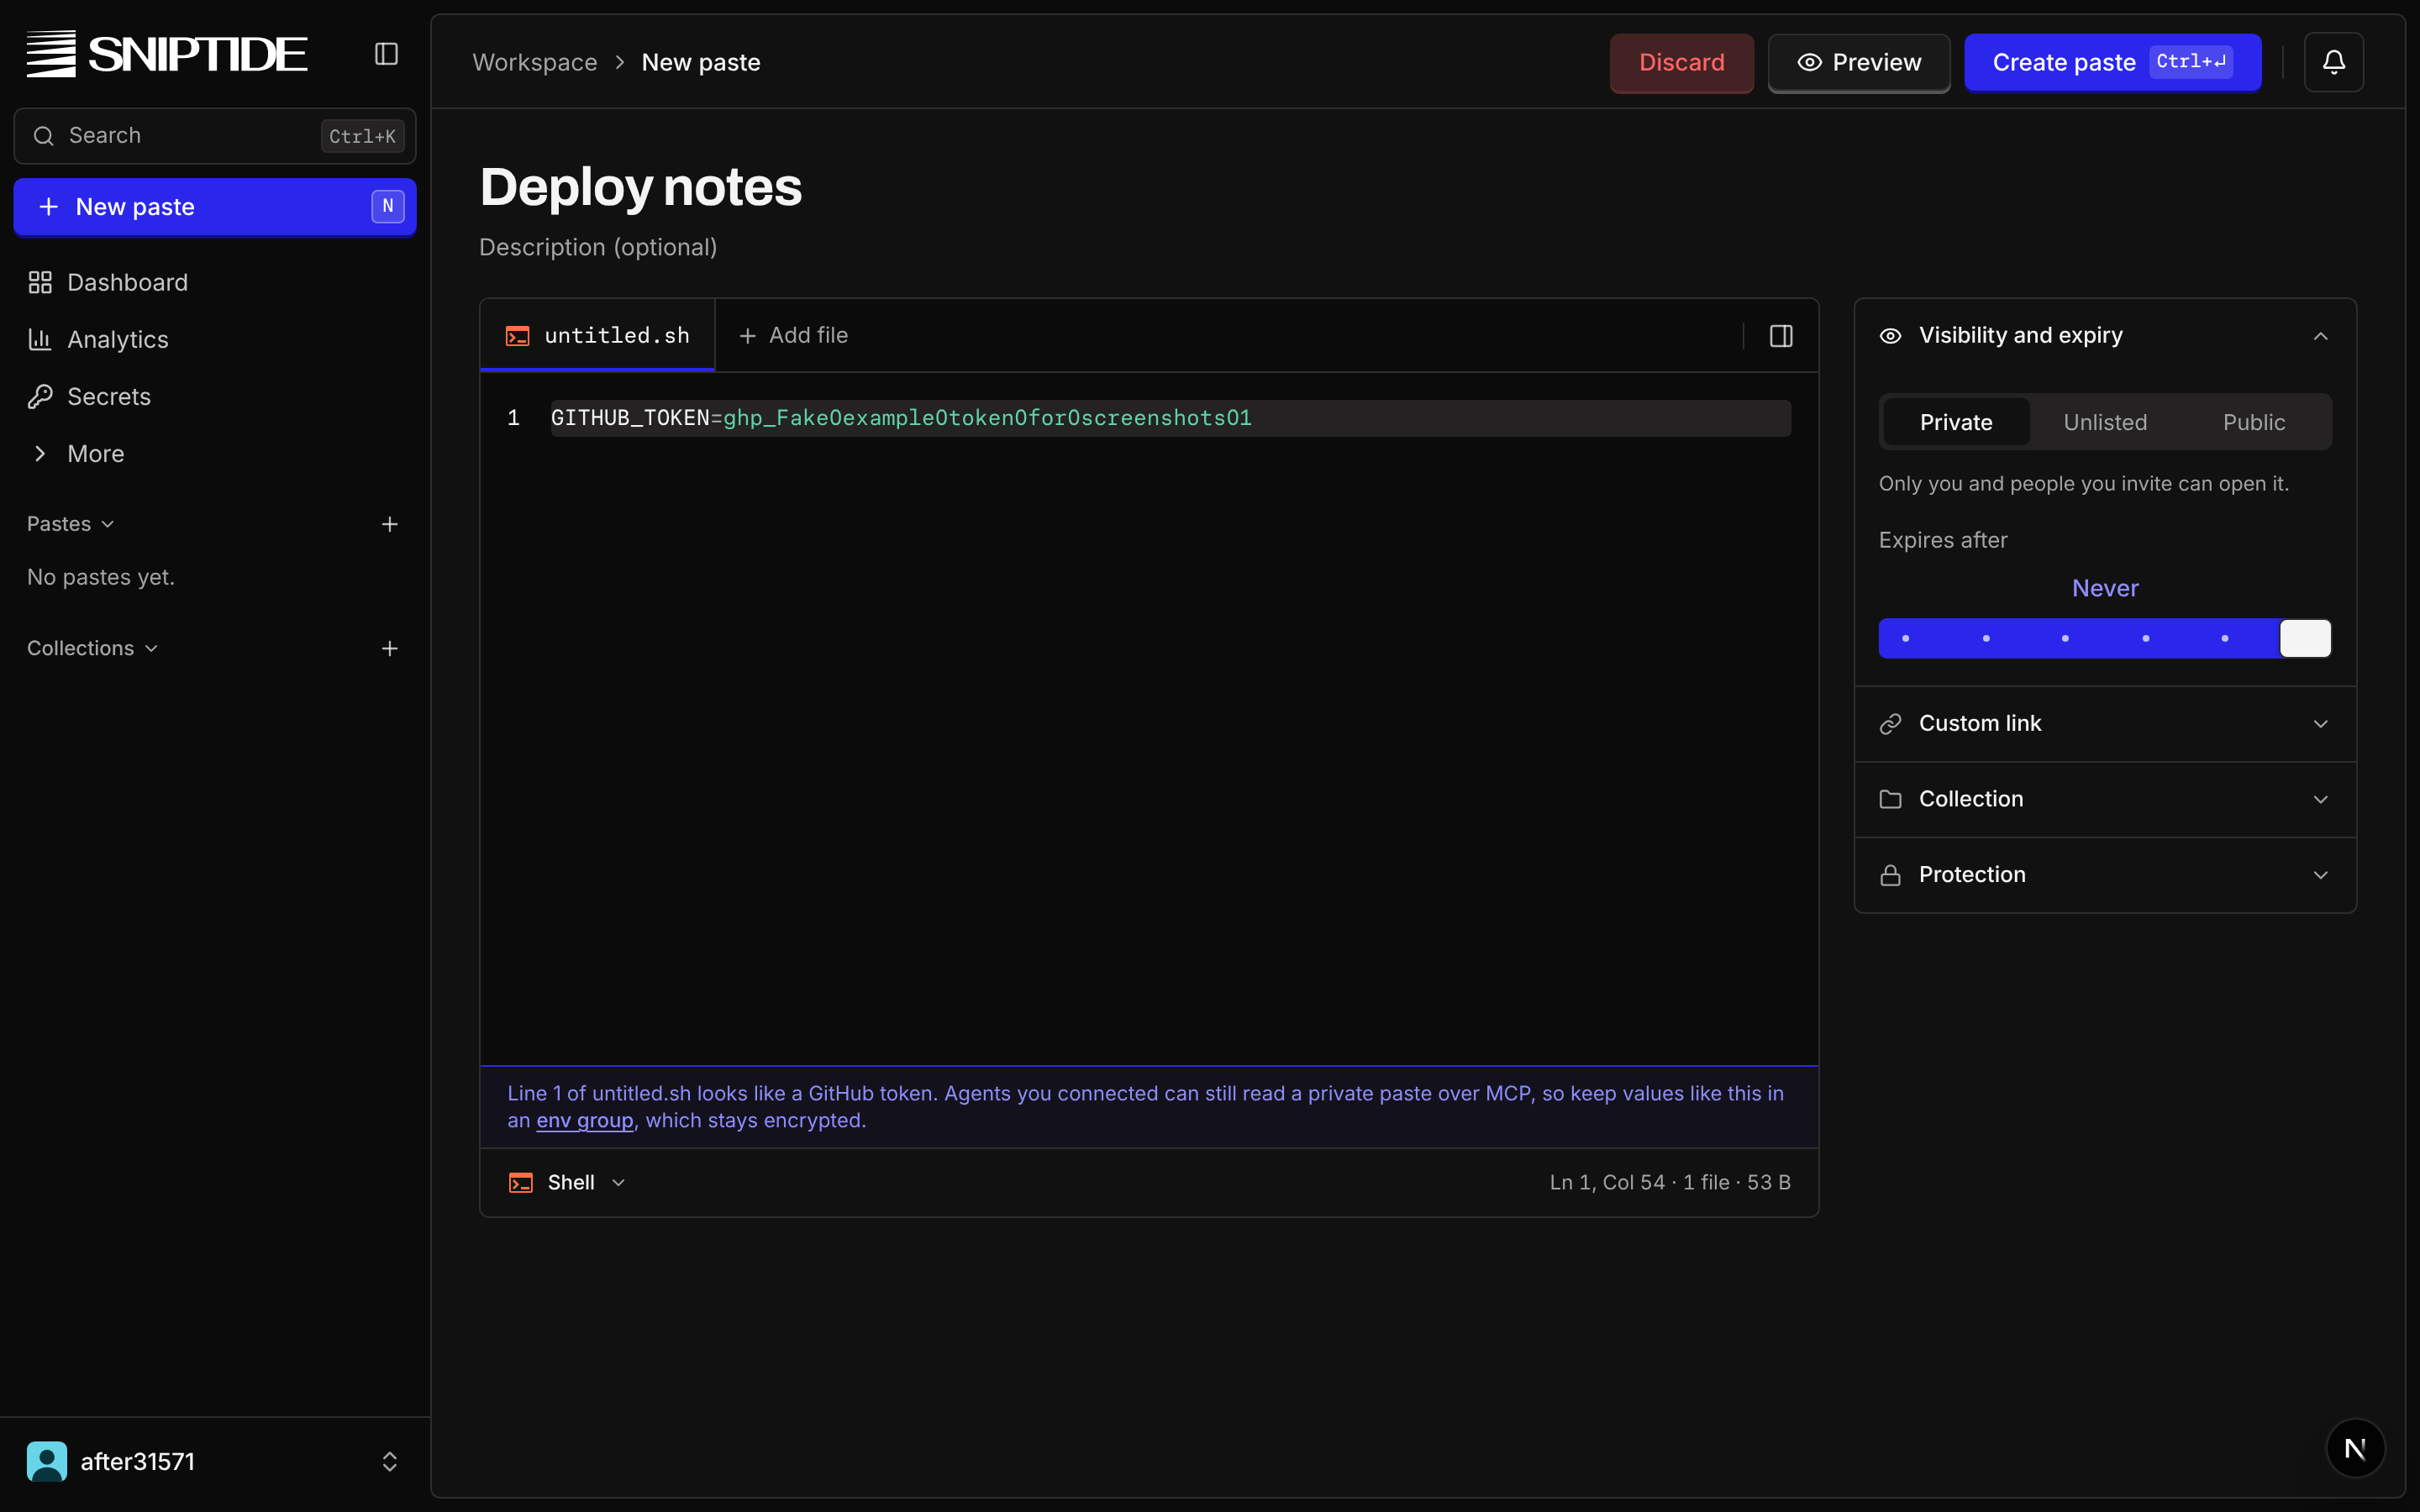 SNIPTIDE
Search Ctrl+K
New paste N
Dashboard
Analytics
Secrets
More
Pastes
No pastes yet.
Collections
after31571
Workspace > New paste
Discard
Preview
Create paste Ctrl+↵
Deploy notes
Description (optional)
untitled.sh
Add file
1 GITHUB_TOKEN=ghp_Fake0example0token0for0screenshots01
Line 1 of untitled.sh looks like a GitHub token. Agents you connected can still read a private paste over MCP, so keep values like this in
an env group, which stays encrypted.
Shell
Ln 1, Col 54 · 1 file · 53 B
Visibility and expiry
Private Unlisted Public
Only you and people you invite can open it.
Expires after
Never
Custom link
Collection
Protection
N